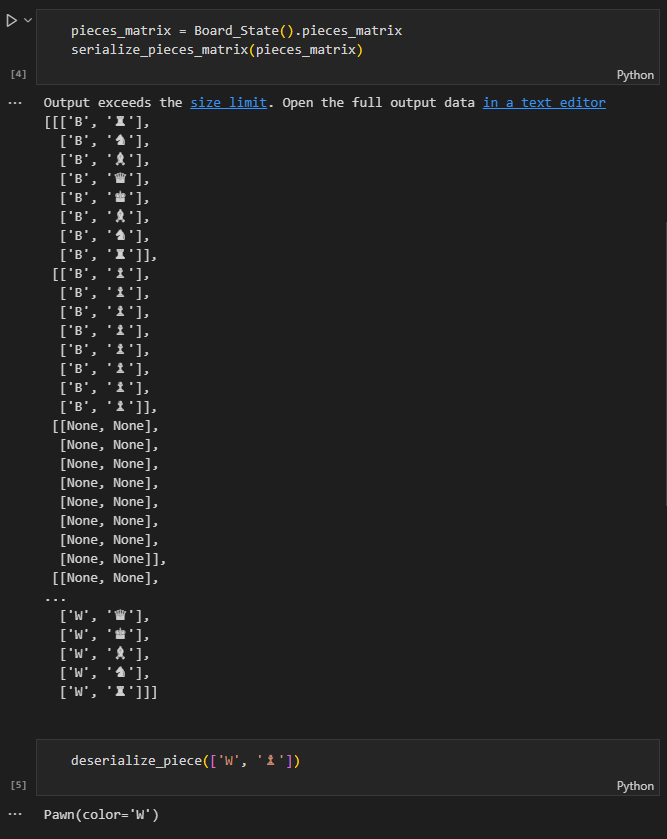 pieces_matrix = Board_State().pieces_matrix
serialize_pieces_matrix(pieces_matrix)
[4]
Python
Output exceeds the size limit. Open the full output data in a text editor
[[['B', '♜'],
['B', '♞'],
['B', '♝'],
['B', '♛'],
['B', '♚'],
['B', '♝'],
['B', '♞'],
['B', '♜']],
[['B', '♟'],
['B', '♟'],
['B', '♟'],
['B', '♟'],
['B', '♟'],
['B', '♟'],
['B', '♟'],
['B', '♟']],
[[None, None],
[None, None],
[None, None],
[None, None],
[None, None],
[None, None],
[None, None],
[None, None]],
[[None, None],
...
['W', '♛'],
['W', '♚'],
['W', '♝'],
['W', '♞'],
['W', '♜']]]
deserialize_piece(['W', '♟'])
[5]
Python
Pawn(color='W')